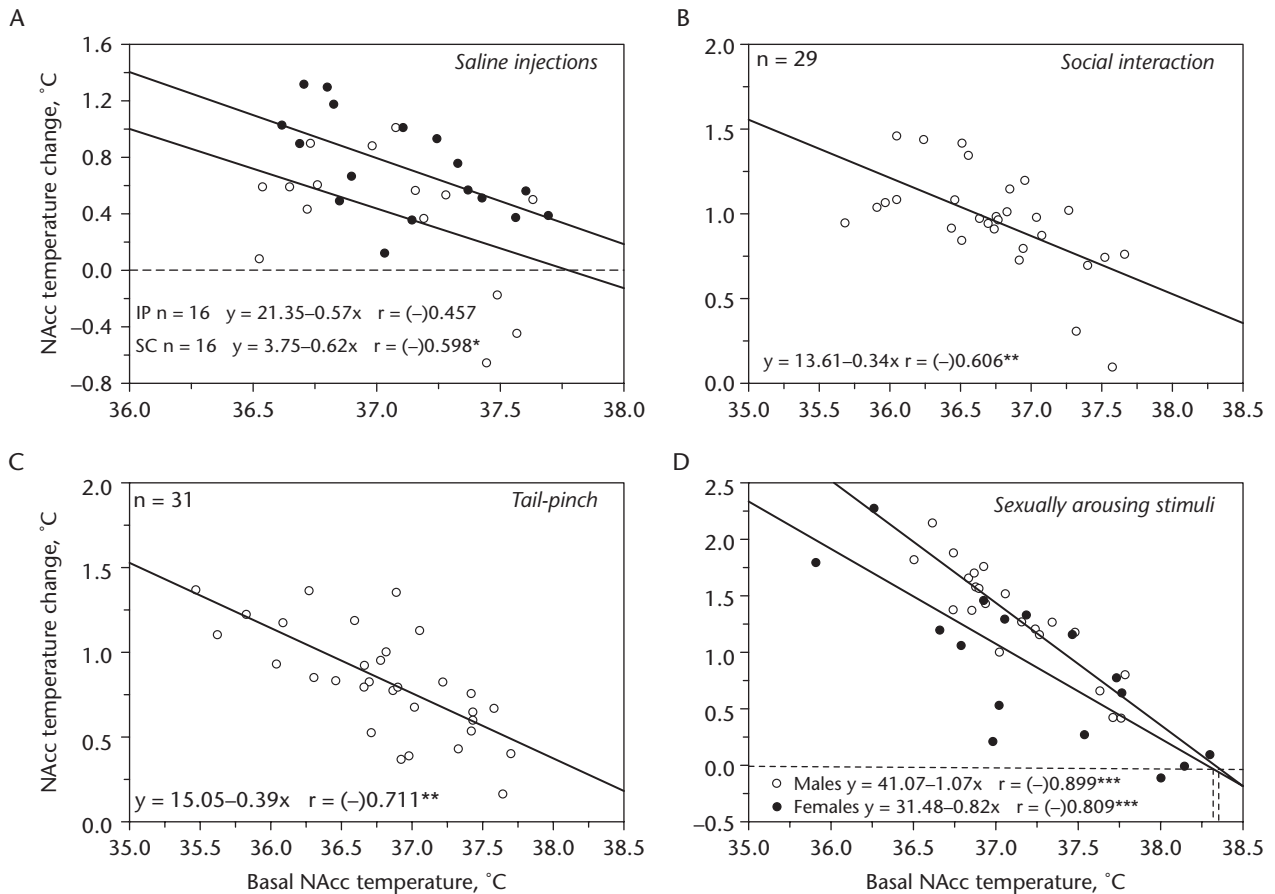 A
Saline injections
NAcc temperature change, ˚C
1.6
1.2
0.8
0.4
0.0
–0.4
–0.8
IP n = 16 y = 21.35–0.57x r = (–)0.457
SC n = 16 y = 3.75–0.62x r = (–)0.598*
36.0 36.5 37.0 37.5 38.0
B
n = 29
Social interaction
2.0
1.5
1.0
0.5
0.0
y = 13.61–0.34x r = (–)0.606**
35.0 35.5 36.0 36.5 37.0 37.5 38.0 38.5
C
n = 31
Tail-pinch
NAcc temperature change, ˚C
2.0
1.5
1.0
0.5
0.0
y = 15.05–0.39x r = (–)0.711**
35.0 35.5 36.0 36.5 37.0 37.5 38.0 38.5
Basal NAcc temperature, ˚C
D
Sexually arousing stimuli
2.5
2.0
1.5
1.0
0.5
0.0
–0.5
Males y = 41.07–1.07x r = (–)0.899***
Females y = 31.48–0.82x r = (–)0.809***
35.0 35.5 36.0 36.5 37.0 37.5 38.0 38.5
Basal NAcc temperature, ˚C